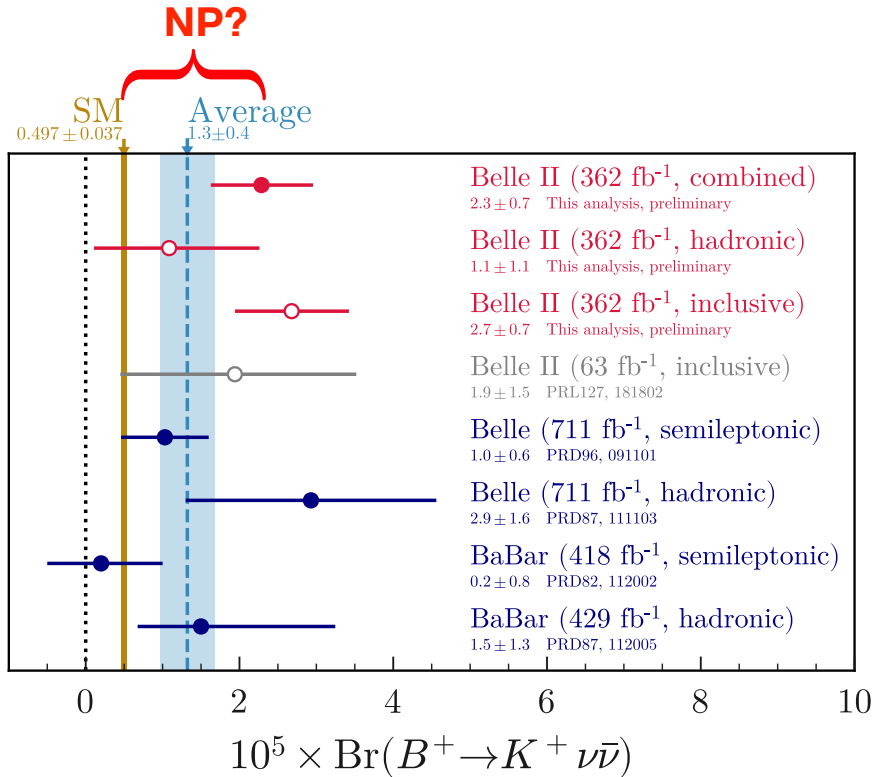 NP?
SM
0.497 ± 0.037
Average
1.3±0.4
Belle II (362 fb⁻¹, combined)
2.3 ± 0.7 This analysis, preliminary
Belle II (362 fb⁻¹, hadronic)
1.1 ± 1.1 This analysis, preliminary
Belle II (362 fb⁻¹, inclusive)
2.7 ± 0.7 This analysis, preliminary
Belle II (63 fb⁻¹, inclusive)
1.9 ± 1.5 PRL127, 181802
Belle (711 fb⁻¹, semileptonic)
1.0 ± 0.6 PRD96, 091101
Belle (711 fb⁻¹, hadronic)
2.9 ± 1.6 PRD87, 111103
BaBar (418 fb⁻¹, semileptonic)
0.2 ± 0.8 PRD82, 112002
BaBar (429 fb⁻¹, hadronic)
1.5 ± 1.3 PRD87, 112005
0 2 4 6 8 10
10⁵ × Br(B⁺→K⁺νν̄)